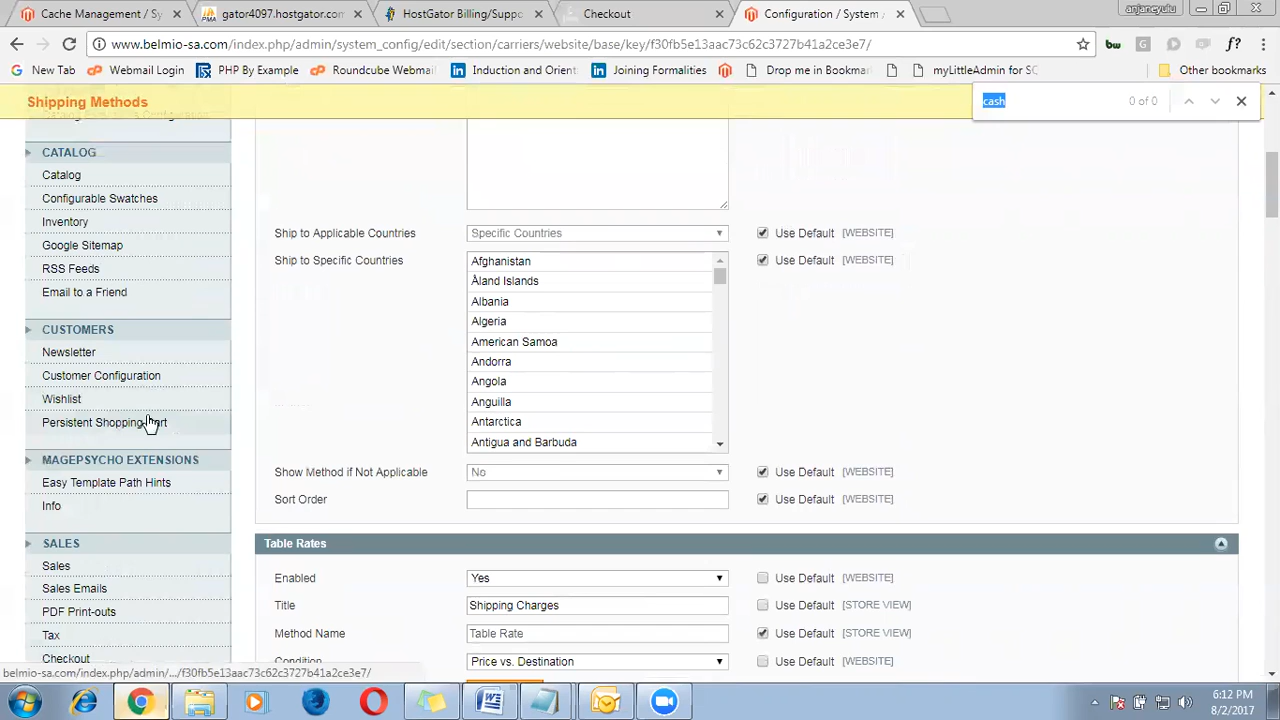 Cache Management / Sy
gator4097.hostgator.com
HostGator Billing/Suppo
Checkout
Configuration / System /
anjaneyulu
www.belmio-sa.com/index.php/admin/system_config/edit/section/carriers/website/base/key/f30fb5e13aac73c62c3727b41a2ce3e7/
New Tab
Webmail Login
PHP By Example
Roundcube Webmail
Induction and Orient
Joining Formalities
Drop me in Bookmar
myLittleAdmin for SQ
Other bookmarks
Shipping Methods
cash
0 of 0
CATALOG
Catalog
Configurable Swatches
Inventory
Google Sitemap
RSS Feeds
Email to a Friend
CUSTOMERS
Newsletter
Customer Configuration
Wishlist
Persistent Shopping Cart
MAGEPSYCHO EXTENSIONS
Easy Template Path Hints
Info
SALES
Sales
Sales Emails
PDF Print-outs
Tax
Checkout
Ship to Applicable Countries
Specific Countries
Use Default [WEBSITE]
Ship to Specific Countries
Afghanistan
Åland Islands
Albania
Algeria
American Samoa
Andorra
Angola
Anguilla
Antarctica
Antigua and Barbuda
Use Default [WEBSITE]
Show Method if Not Applicable
No
Use Default [WEBSITE]
Sort Order
Use Default [WEBSITE]
Table Rates
Enabled
Yes
Use Default [WEBSITE]
Title
Shipping Charges
Use Default [STORE VIEW]
Method Name
Table Rate
Use Default [STORE VIEW]
Condition
Price vs. Destination
Use Default [WEBSITE]
belmio-sa.com/index.php/admin/.../f30fb5e13aac73c62c3727b41a2ce3e7/
6:12 PM
8/2/2017